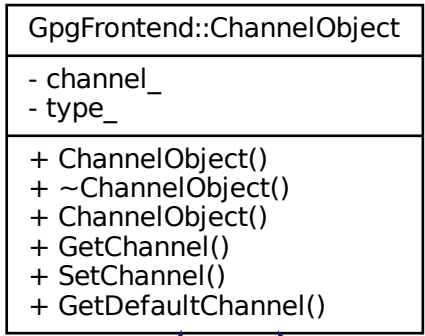 GpgFrontend::ChannelObject
- channel_
- type_
+ ChannelObject()
+ ~ChannelObject()
+ ChannelObject()
+ GetChannel()
+ SetChannel()
+ GetDefaultChannel()